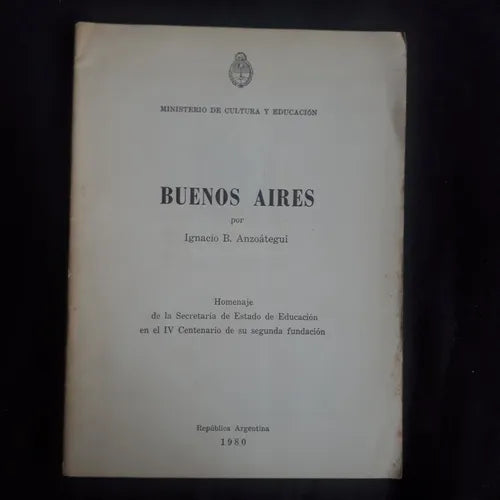 MINISTERIO DE CULTURA Y EDUCACIÓN
BUENOS AIRES
por
Ignacio B. Anzoátegui
Homenaje
de la Secretaría de Estado de Educación
en el IV Centenario de su segunda fundación
República Argentina
1980